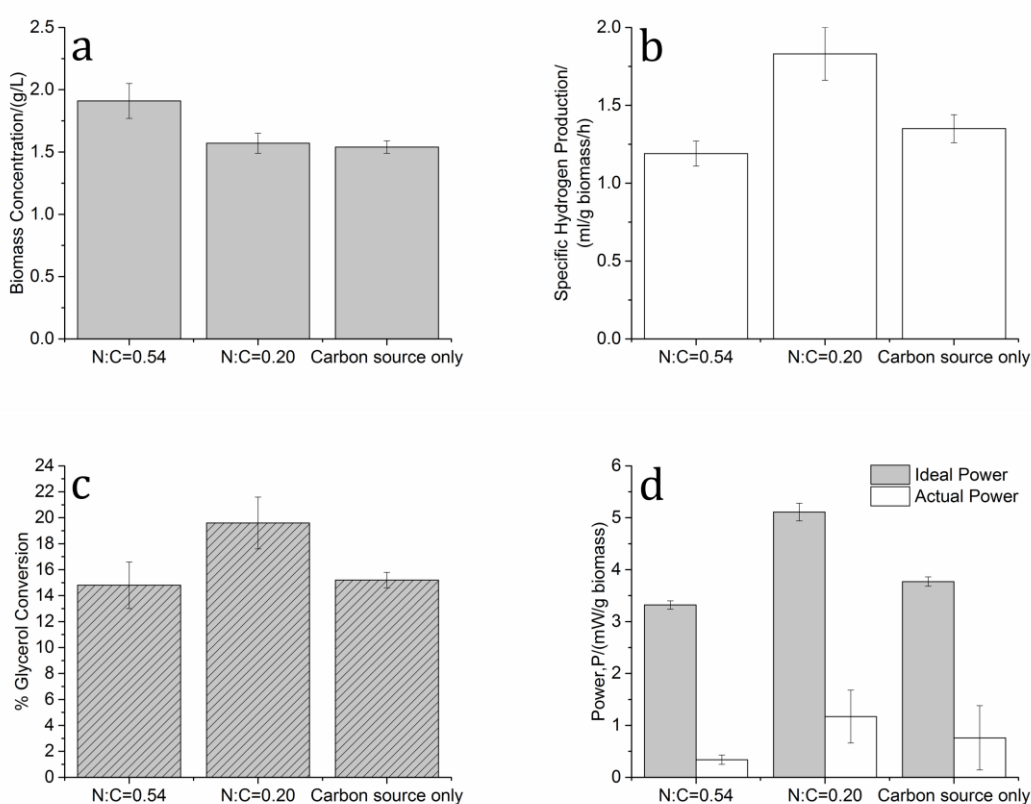 a
Biomass Concentration/(g/L)
2.5
2.0
1.5
1.0
0.5
0.0
N:C=0.54 N:C=0.20 Carbon source only
b
Specific Hydrogen Production/
(ml/g biomass/h)
2.0
1.5
1.0
0.5
0.0
N:C=0.54 N:C=0.20 Carbon source only
c
% Glycerol Conversion
24
22
20
18
16
14
12
10
8
6
4
2
0
N:C=0.54 N:C=0.20 Carbon source only
d
Ideal Power
Actual Power
Power,P/(mW/g biomass)
6
5
4
3
2
1
0
N:C=0.54 N:C=0.20 Carbon source only